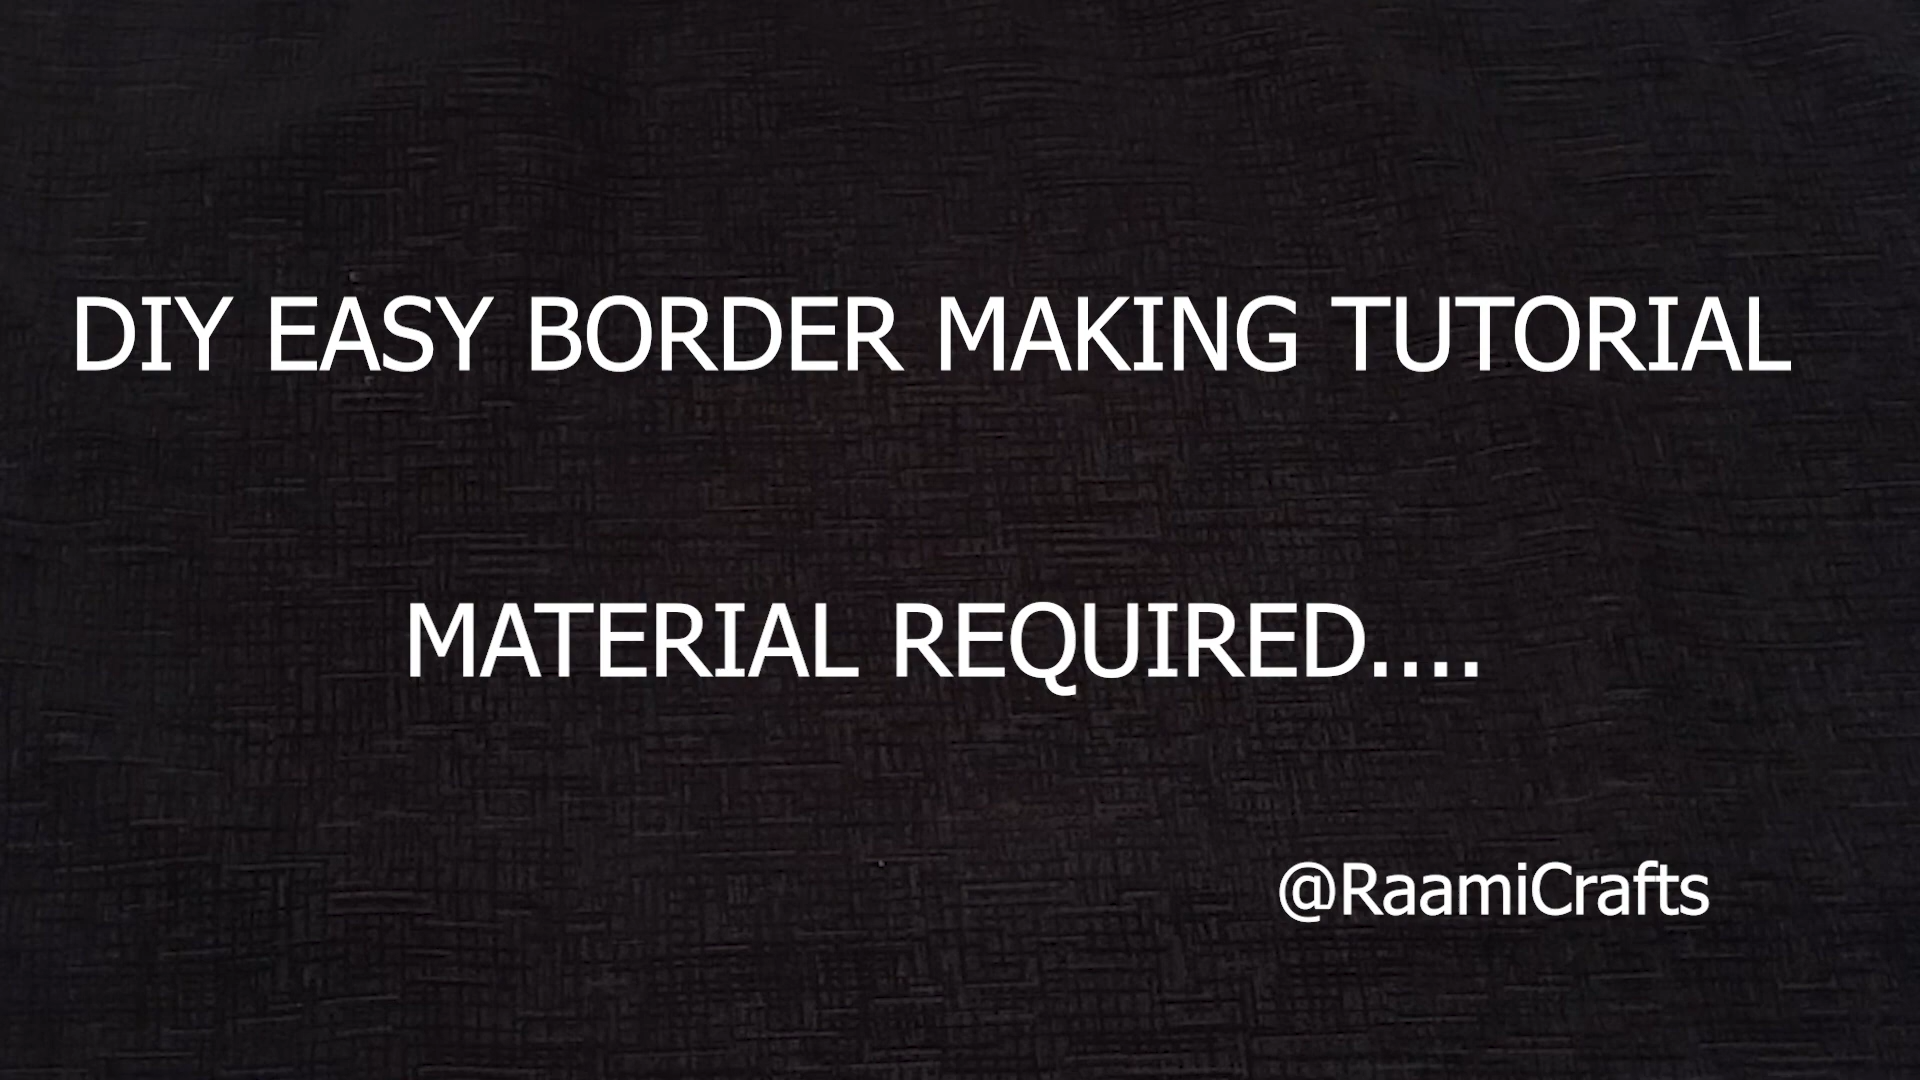 DIY EASY BORDER MAKING TUTORIAL
MATERIAL REQUIRED....
@RaamiCrafts